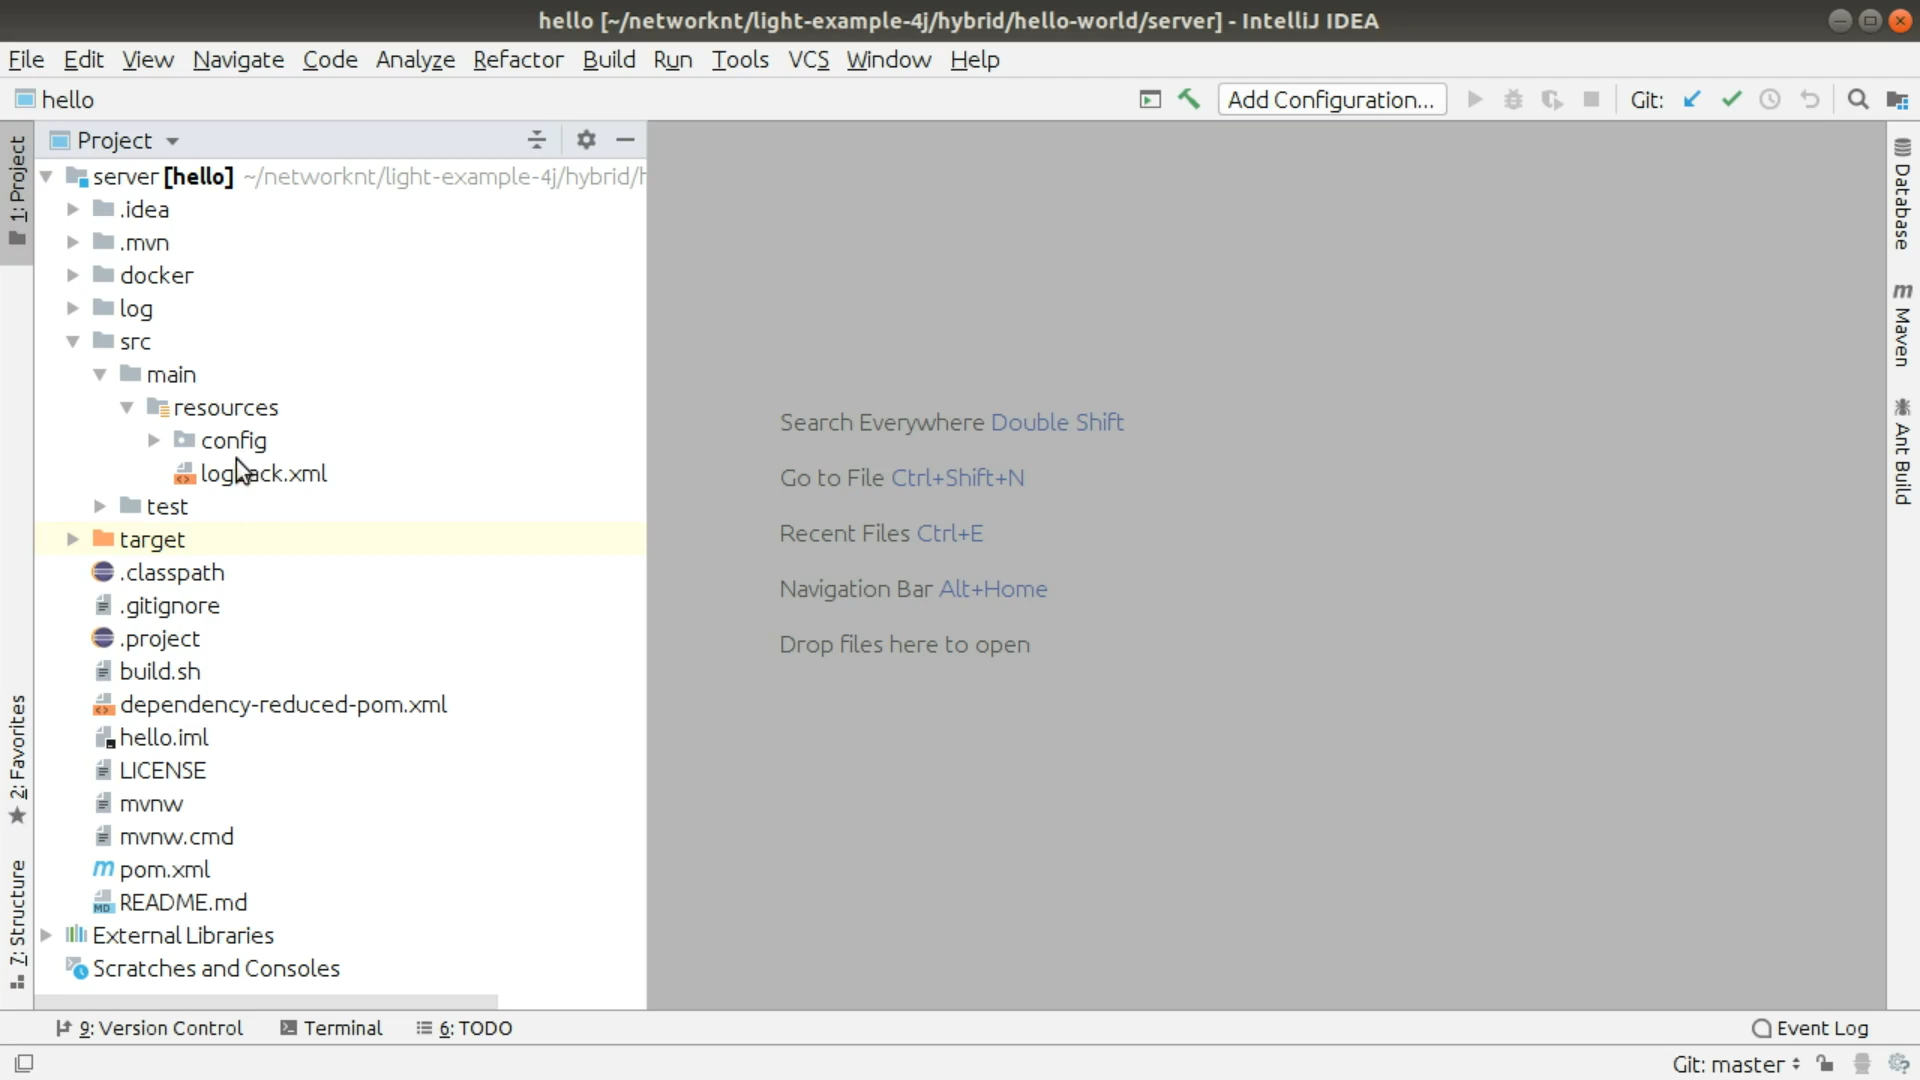 hello [~/networknt/light-example-4j/hybrid/hello-world/server] - IntelliJ IDEA
File Edit View Navigate Code Analyze Refactor Build Run Tools VCS Window Help
hello Add Configuration... Git:
Project
1: Project
server [hello] ~/networknt/light-example-4j/hybrid/
.idea
.mvn
docker
log
src
main
resources
config
.xml
test
target
.classpath
.gitignore
.project
build.sh
dependency-reduced-pom.xml
hello.iml
LICENSE
mvnw
mvnw.cmd
m pom.xml
MD README.md
External Libraries
Scratches and Consoles
2: Favorites
7: Structure
Search Everywhere Double Shift
Go to File Ctrl+Shift+N
Recent Files Ctrl+E
Navigation Bar Alt+Home
Drop files here to open
Database
m Maven
Ant Build
9: Version Control Terminal 6: TODO Event Log
Git: master